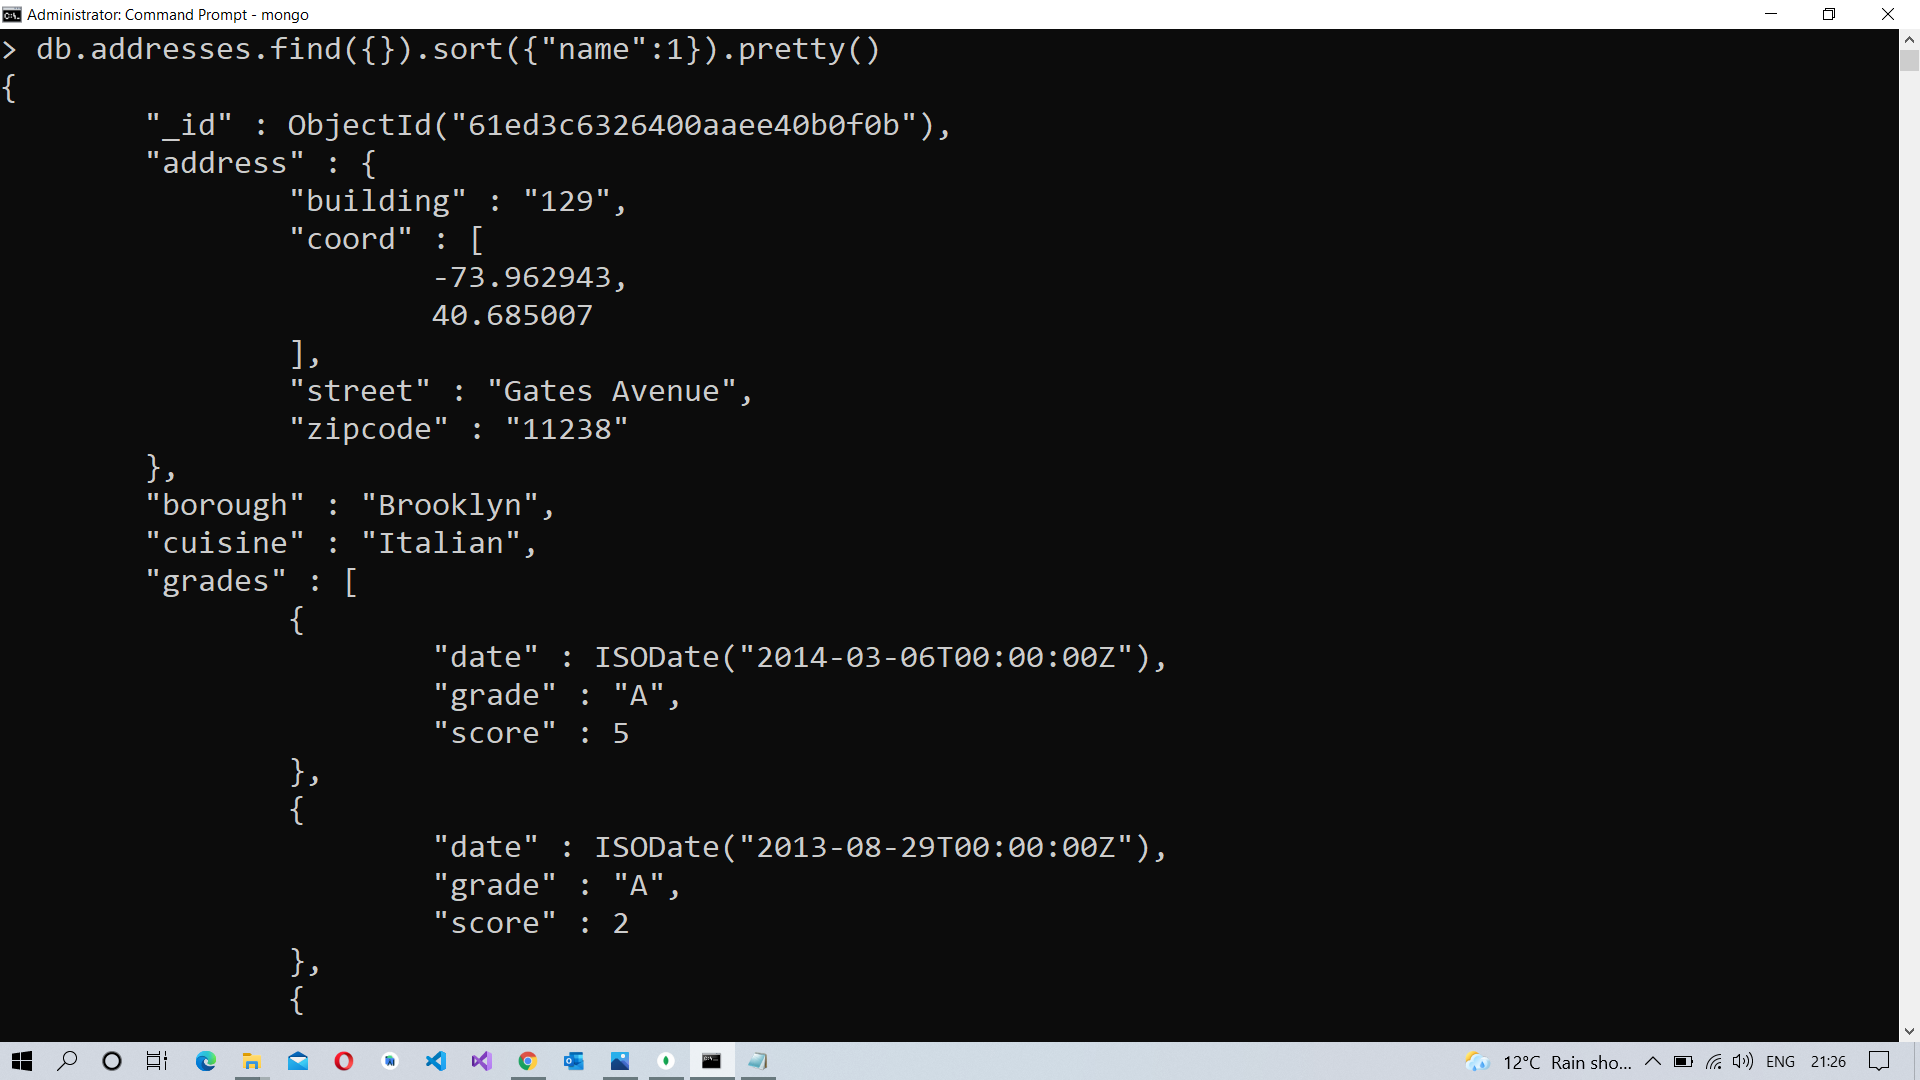 Administrator: Command Prompt - mongo
> db.addresses.find({}).sort({"name":1}).pretty()
{
        "_id" : ObjectId("61ed3c6326400aaee40b0f0b"),
        "address" : {
                "building" : "129",
                "coord" : [
                        -73.962943,
                        40.685007
                ],
                "street" : "Gates Avenue",
                "zipcode" : "11238"
        },
        "borough" : "Brooklyn",
        "cuisine" : "Italian",
        "grades" : [
                {
                        "date" : ISODate("2014-03-06T00:00:00Z"),
                        "grade" : "A",
                        "score" : 5
                },
                {
                        "date" : ISODate("2013-08-29T00:00:00Z"),
                        "grade" : "A",
                        "score" : 2
                },
                {
12°C Rain sho... ENG 21:26